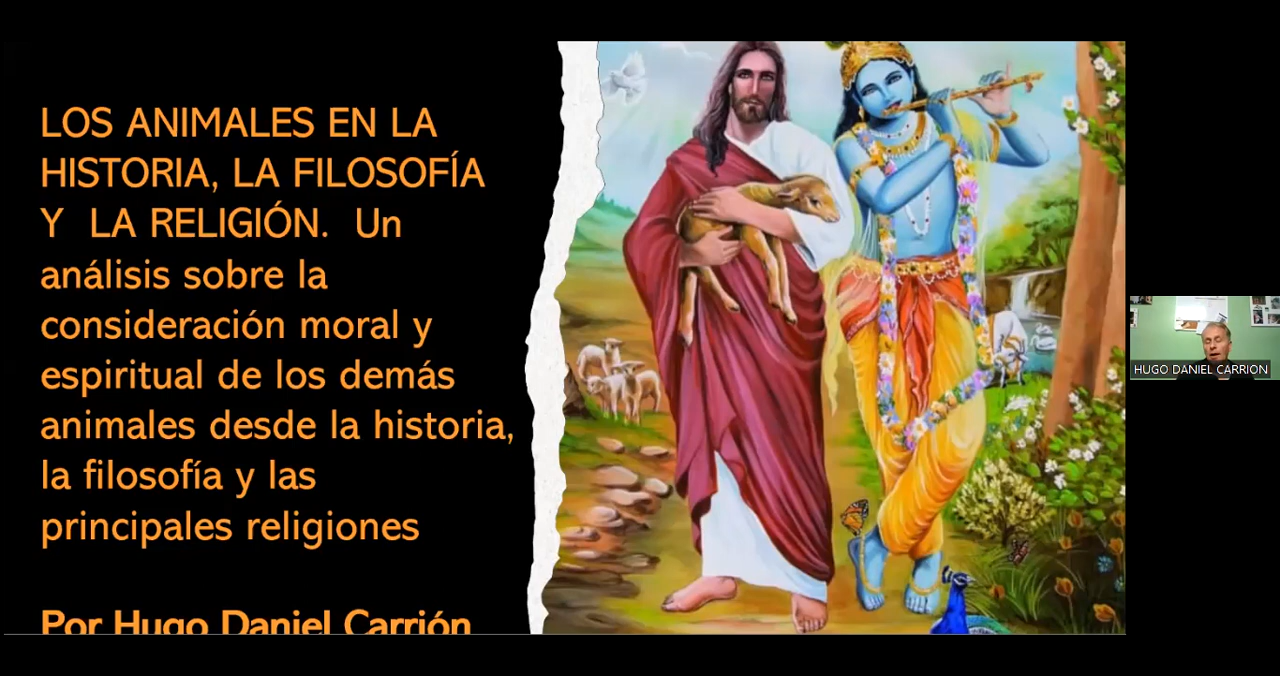 LOS ANIMALES EN LA
HISTORIA, LA FILOSOFÍA
Y LA RELIGIÓN. Un
análisis sobre la
consideración moral y
espiritual de los demás
animales desde la historia,
la filosofía y las
principales religiones
Por Hugo Daniel Carrión
HUGO DANIEL CARRION